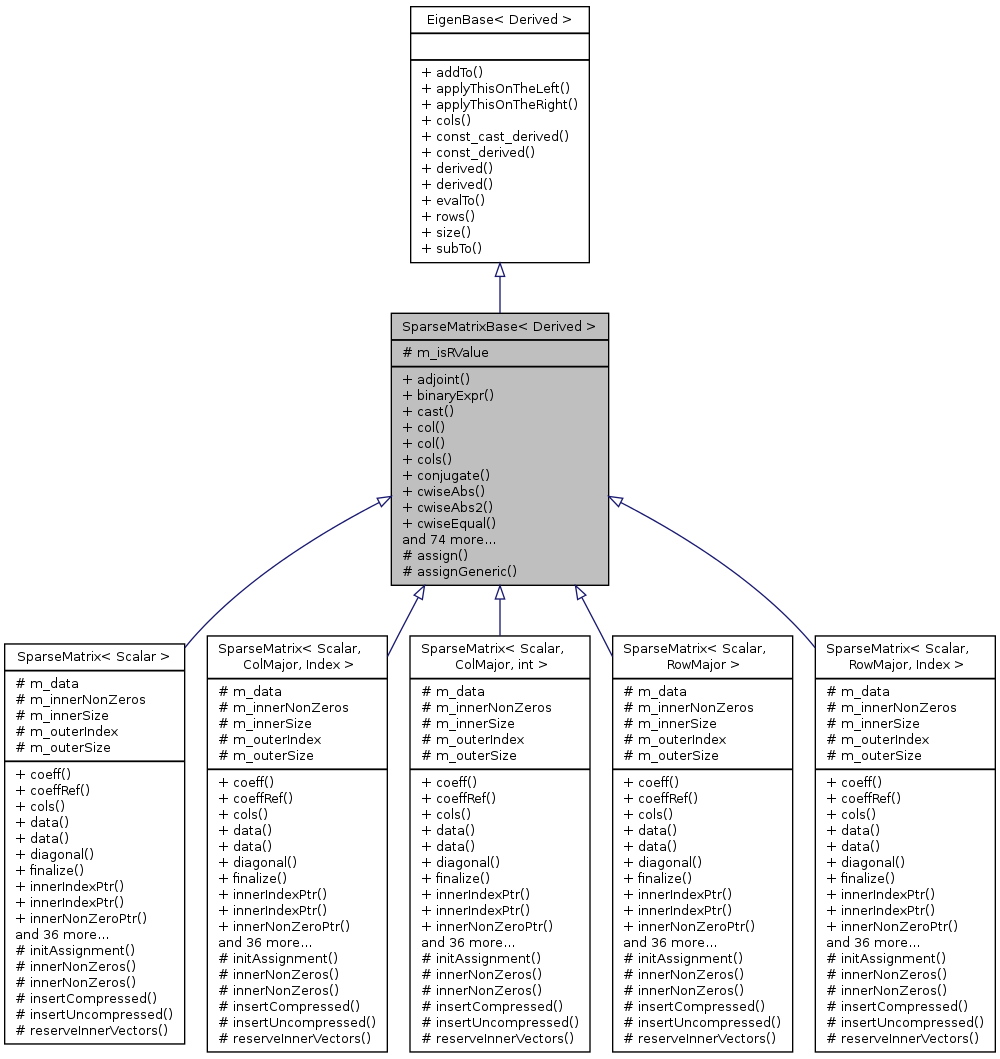 EigenBase< Derived >
+ addTo()
+ applyThisOnTheLeft()
+ applyThisOnTheRight()
+ cols()
+ const_cast_derived()
+ const_derived()
+ derived()
+ derived()
+ evalTo()
+ rows()
+ size()
+ subTo()
SparseMatrixBase< Derived >
# m_isRValue
+ adjoint()
+ binaryExpr()
+ cast()
+ col()
+ col()
+ cols()
+ conjugate()
+ cwiseAbs()
+ cwiseAbs2()
+ cwiseEqual()
and 74 more...
# assign()
# assignGeneric()
SparseMatrix< Scalar >
# m_data
# m_innerNonZeros
# m_innerSize
# m_outerIndex
# m_outerSize
+ coeff()
+ coeffRef()
+ cols()
+ data()
+ data()
+ diagonal()
+ finalize()
+ innerIndexPtr()
+ innerIndexPtr()
+ innerNonZeroPtr()
and 36 more...
# initAssignment()
# innerNonZeros()
# innerNonZeros()
# insertCompressed()
# insertUncompressed()
# reserveInnerVectors()
SparseMatrix< Scalar,
ColMajor, Index >
# m_data
# m_innerNonZeros
# m_innerSize
# m_outerIndex
# m_outerSize
+ coeff()
+ coeffRef()
+ cols()
+ data()
+ data()
+ diagonal()
+ finalize()
+ innerIndexPtr()
+ innerIndexPtr()
+ innerNonZeroPtr()
and 36 more...
# initAssignment()
# innerNonZeros()
# innerNonZeros()
# insertCompressed()
# insertUncompressed()
# reserveInnerVectors()
SparseMatrix< Scalar,
ColMajor, int >
# m_data
# m_innerNonZeros
# m_innerSize
# m_outerIndex
# m_outerSize
+ coeff()
+ coeffRef()
+ cols()
+ data()
+ data()
+ diagonal()
+ finalize()
+ innerIndexPtr()
+ innerIndexPtr()
+ innerNonZeroPtr()
and 36 more...
# initAssignment()
# innerNonZeros()
# innerNonZeros()
# insertCompressed()
# insertUncompressed()
# reserveInnerVectors()
SparseMatrix< Scalar,
RowMajor >
# m_data
# m_innerNonZeros
# m_innerSize
# m_outerIndex
# m_outerSize
+ coeff()
+ coeffRef()
+ cols()
+ data()
+ data()
+ diagonal()
+ finalize()
+ innerIndexPtr()
+ innerIndexPtr()
+ innerNonZeroPtr()
and 36 more...
# initAssignment()
# innerNonZeros()
# innerNonZeros()
# insertCompressed()
# insertUncompressed()
# reserveInnerVectors()
SparseMatrix< Scalar,
RowMajor, Index >
# m_data
# m_innerNonZeros
# m_innerSize
# m_outerIndex
# m_outerSize
+ coeff()
+ coeffRef()
+ cols()
+ data()
+ data()
+ diagonal()
+ finalize()
+ innerIndexPtr()
+ innerIndexPtr()
+ innerNonZeroPtr()
and 36 more...
# initAssignment()
# innerNonZeros()
# innerNonZeros()
# insertCompressed()
# insertUncompressed()
# reserveInnerVectors()